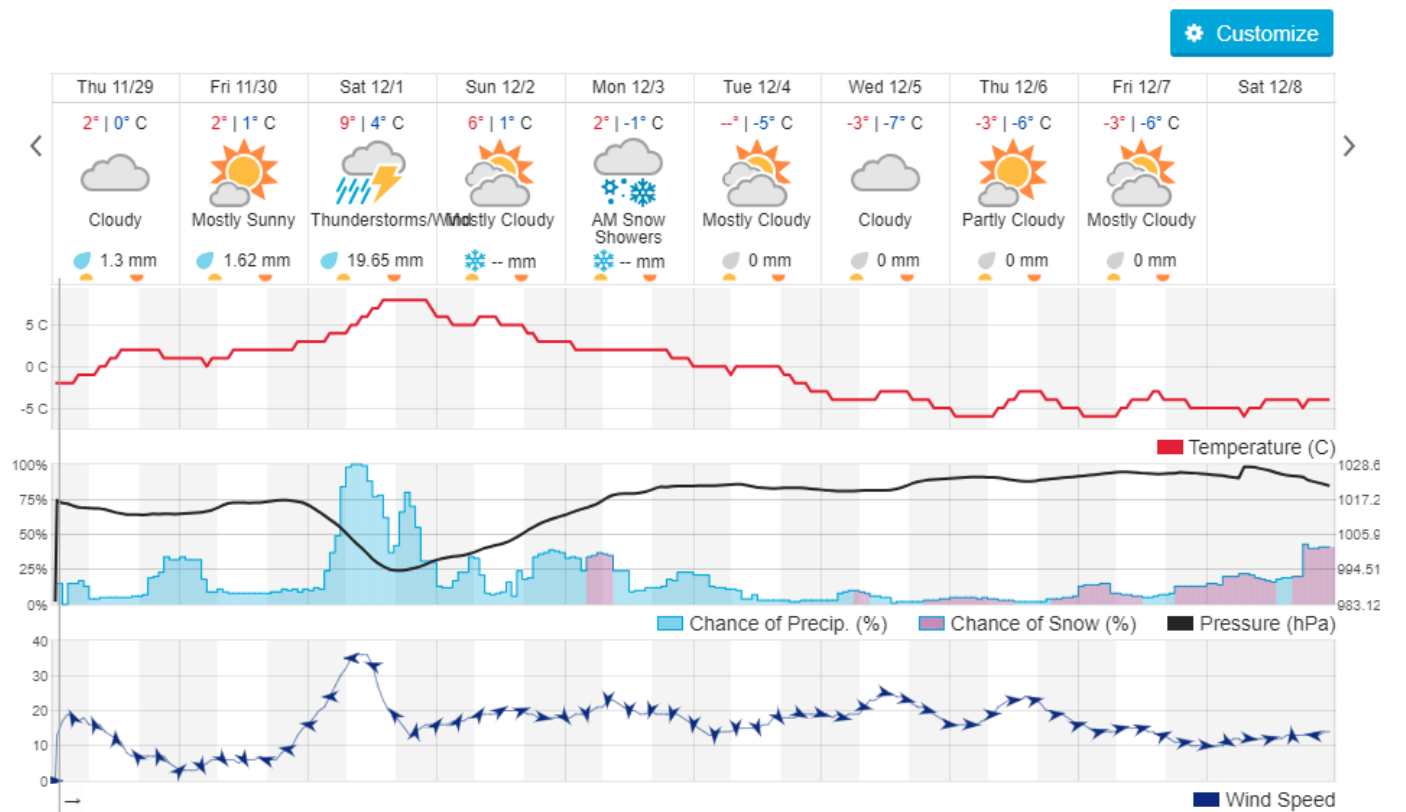 Customize
Thu 11/29 Fri 11/30 Sat 12/1 Sun 12/2 Mon 12/3 Tue 12/4 Wed 12/5 Thu 12/6 Fri 12/7 Sat 12/8
2° | 0° C 2° | 1° C 9° | 4° C 6° | 1° C 2° | -1° C --° | -5° C -3° | -7° C -3° | -6° C -3° | -6° C
Cloudy Mostly Sunny Thunderstorms/Wind Mostly Cloudy AM Snow Mostly Cloudy Cloudy Partly Cloudy Mostly Cloudy
Showers
1.3 mm 1.62 mm 19.65 mm -- mm -- mm 0 mm 0 mm 0 mm 0 mm
5 C
0 C
-5 C
Temperature (C)
100% 1028.6
75% 1017.2
50% 1005.9
25% 994.51
0% 983.12
Chance of Precip. (%) Chance of Snow (%) Pressure (hPa)
40
30
20
10
0
→
Wind Speed